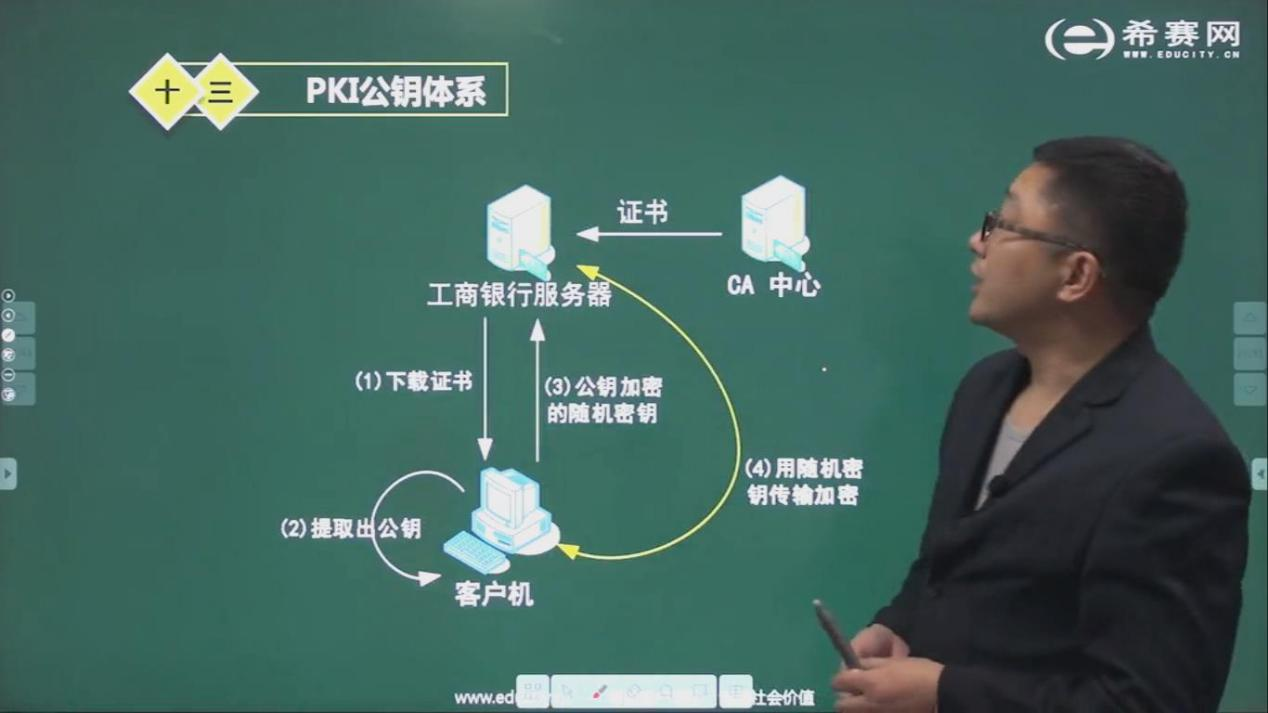 希赛网
WWW.EDUCITY.CN
十三
PKI公钥体系
证书
工商银行服务器
CA 中心
(1)下载证书
(3)公钥加密
的随机密钥
(4)用随机密
钥传输加密
(2)提取出公钥
客户机
www.edu
社会价值